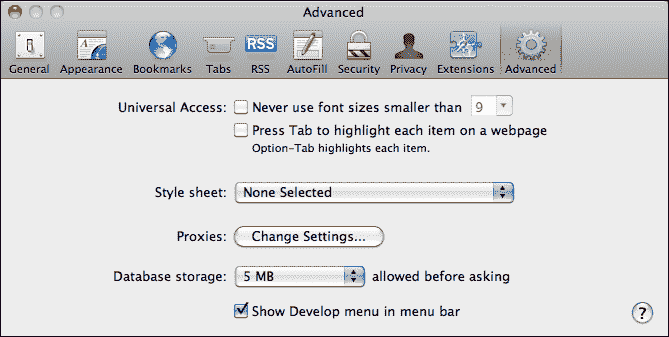 Advanced
General Appearance Bookmarks Tabs RSS AutoFill Security Privacy Extensions Advanced
RSS
Universal Access: Never use font sizes smaller than 9
Press Tab to highlight each item on a webpage
Option-Tab highlights each item.
Style sheet: None Selected
Proxies: Change Settings...
Database storage: 5 MB allowed before asking
Show Develop menu in menu bar
?